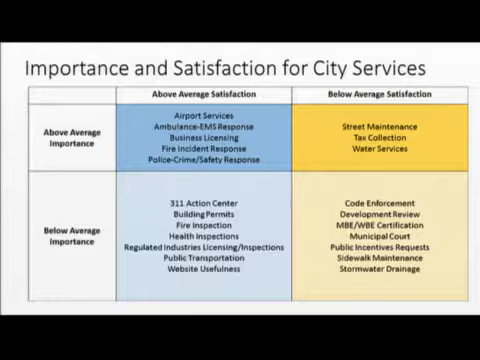 Importance and Satisfaction for City Services
Above Average Satisfaction
Below Average Satisfaction
Above Average
Importance
Airport Services
Ambulance-EMS Response
Business Licensing
Fire Incident Response
Police-Crime/Safety Response
Street Maintenance
Tax Collection
Water Services
Below Average
Importance
311 Action Center
Building Permits
Fire Inspection
Health Inspections
Regulated Industries Licensing/Inspections
Public Transportation
Website Usefulness
Code Enforcement
Development Review
MBE/WBE Certification
Municipal Court
Public Incentives Requests
Sidewalk Maintenance
Stormwater Drainage